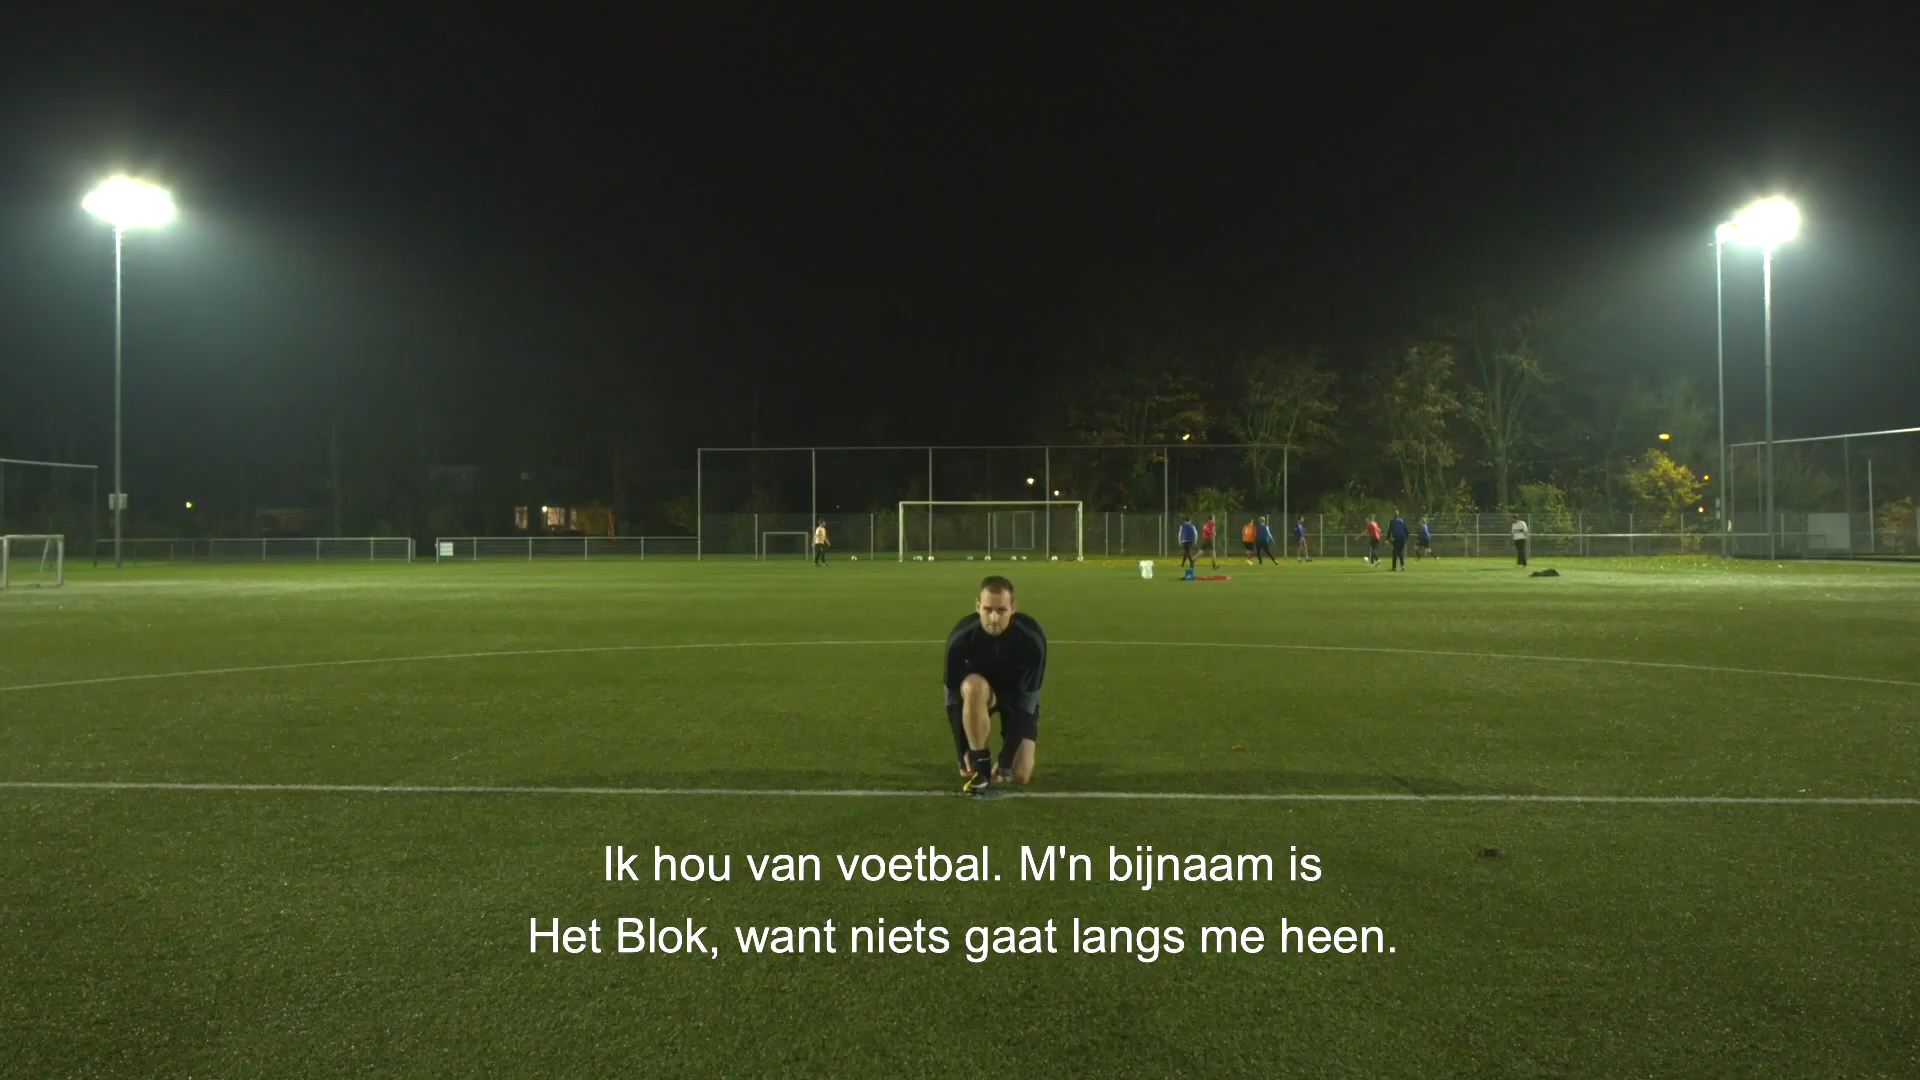 Ik hou van voetbal. M'n bijnaam is
Het Blok, want niets gaat langs me heen.